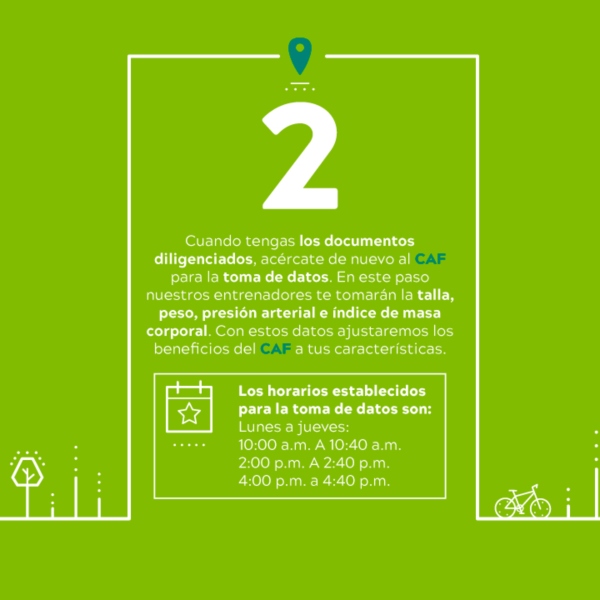 2
Cuando tengas los documentos
diligenciados, acércate de nuevo al CAF
para la toma de datos. En este paso
nuestros entrenadores te tomarán la talla,
peso, presión arterial e índice de masa
corporal. Con estos datos ajustaremos los
beneficios del CAF a tus características.
Los horarios establecidos
para la toma de datos son:
Lunes a jueves:
10:00 a.m. A 10:40 a.m.
2:00 p.m. A 2:40 p.m.
4:00 p.m. a 4:40 p.m.